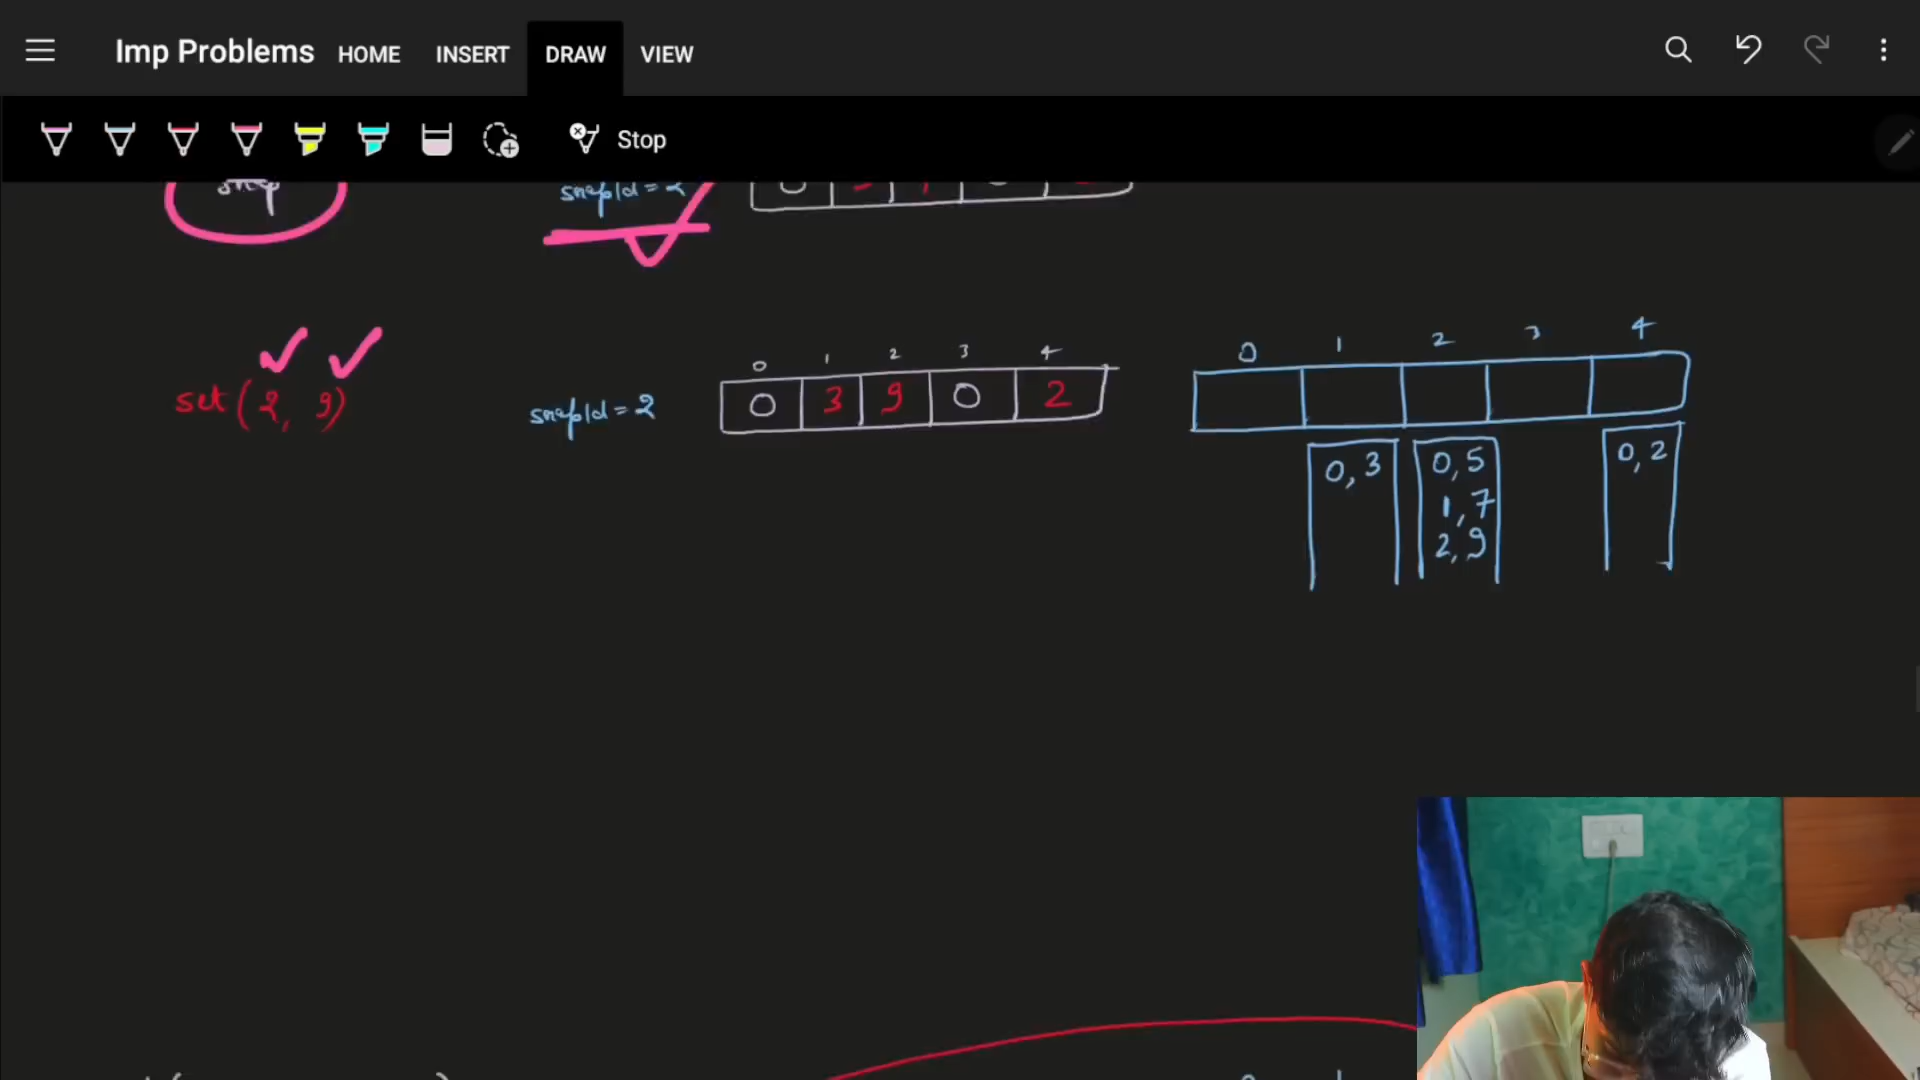 Imp Problems HOME INSERT DRAW VIEW
Stop
snap
snapId = 2
set(2, 9)
snapId = 2
0 1 2 3 4
0 3 9 0 2
0 1 2 3 4
0, 3
0, 5
1, 7
2, 9
0, 2